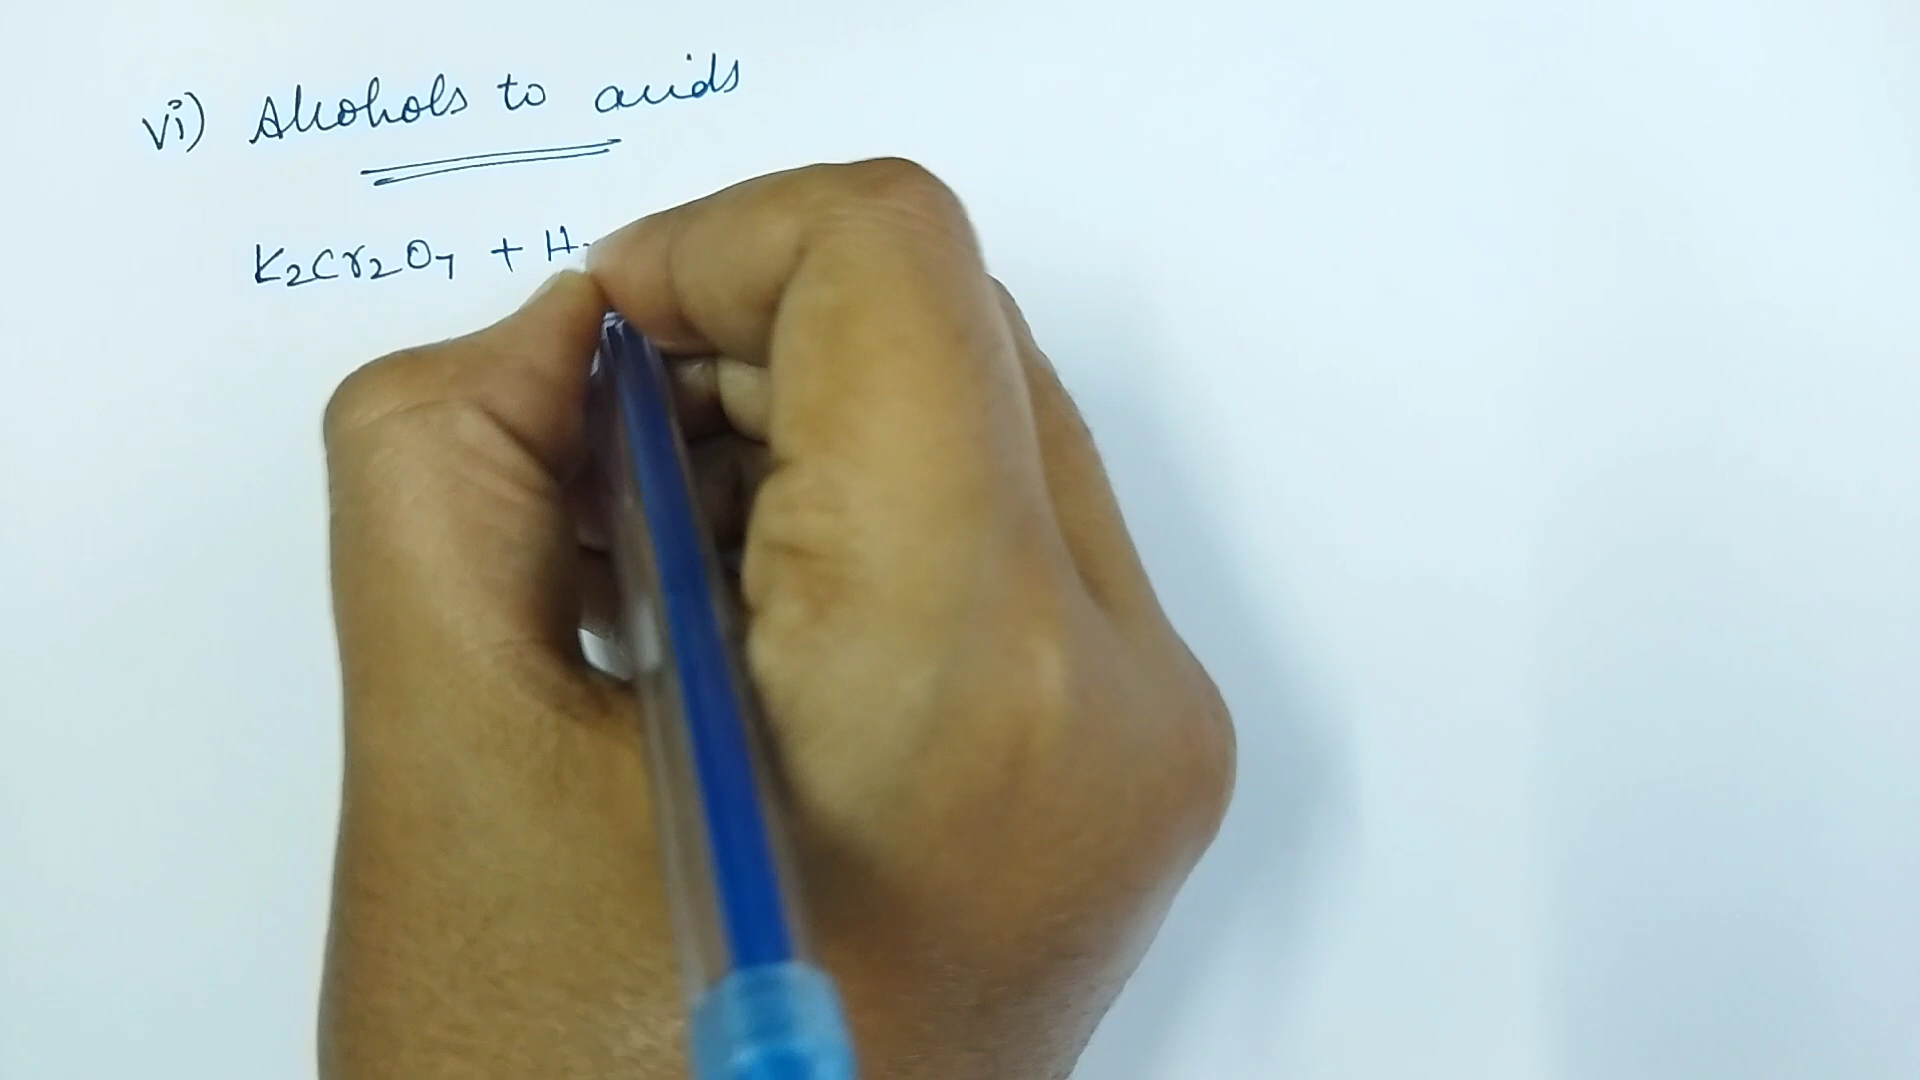 vi) Alcohols to acids
K₂Cr₂O₇ + H